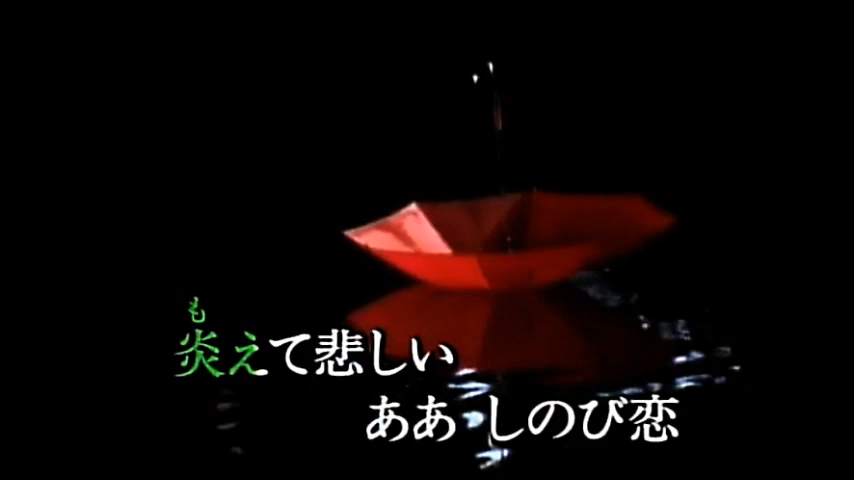 も
炎えて悲しい
ああ しのび恋